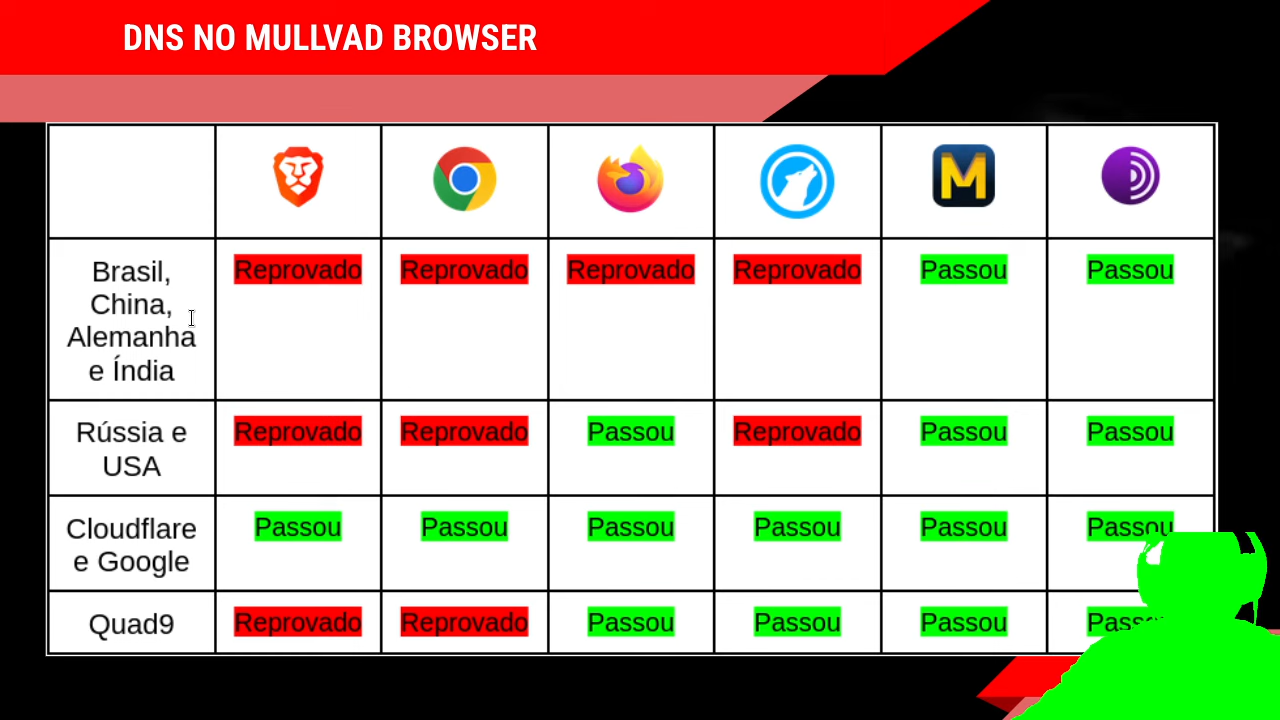 DNS NO MULLVAD BROWSER
Brasil,
China,
Alemanha
e Índia
Reprovado Reprovado Reprovado Reprovado Passou Passou
Rússia e
USA
Reprovado Reprovado Passou Reprovado Passou Passou
Cloudflare
e Google
Passou Passou Passou Passou Passou Passou
Quad9
Reprovado Reprovado Passou Passou Passou Passou